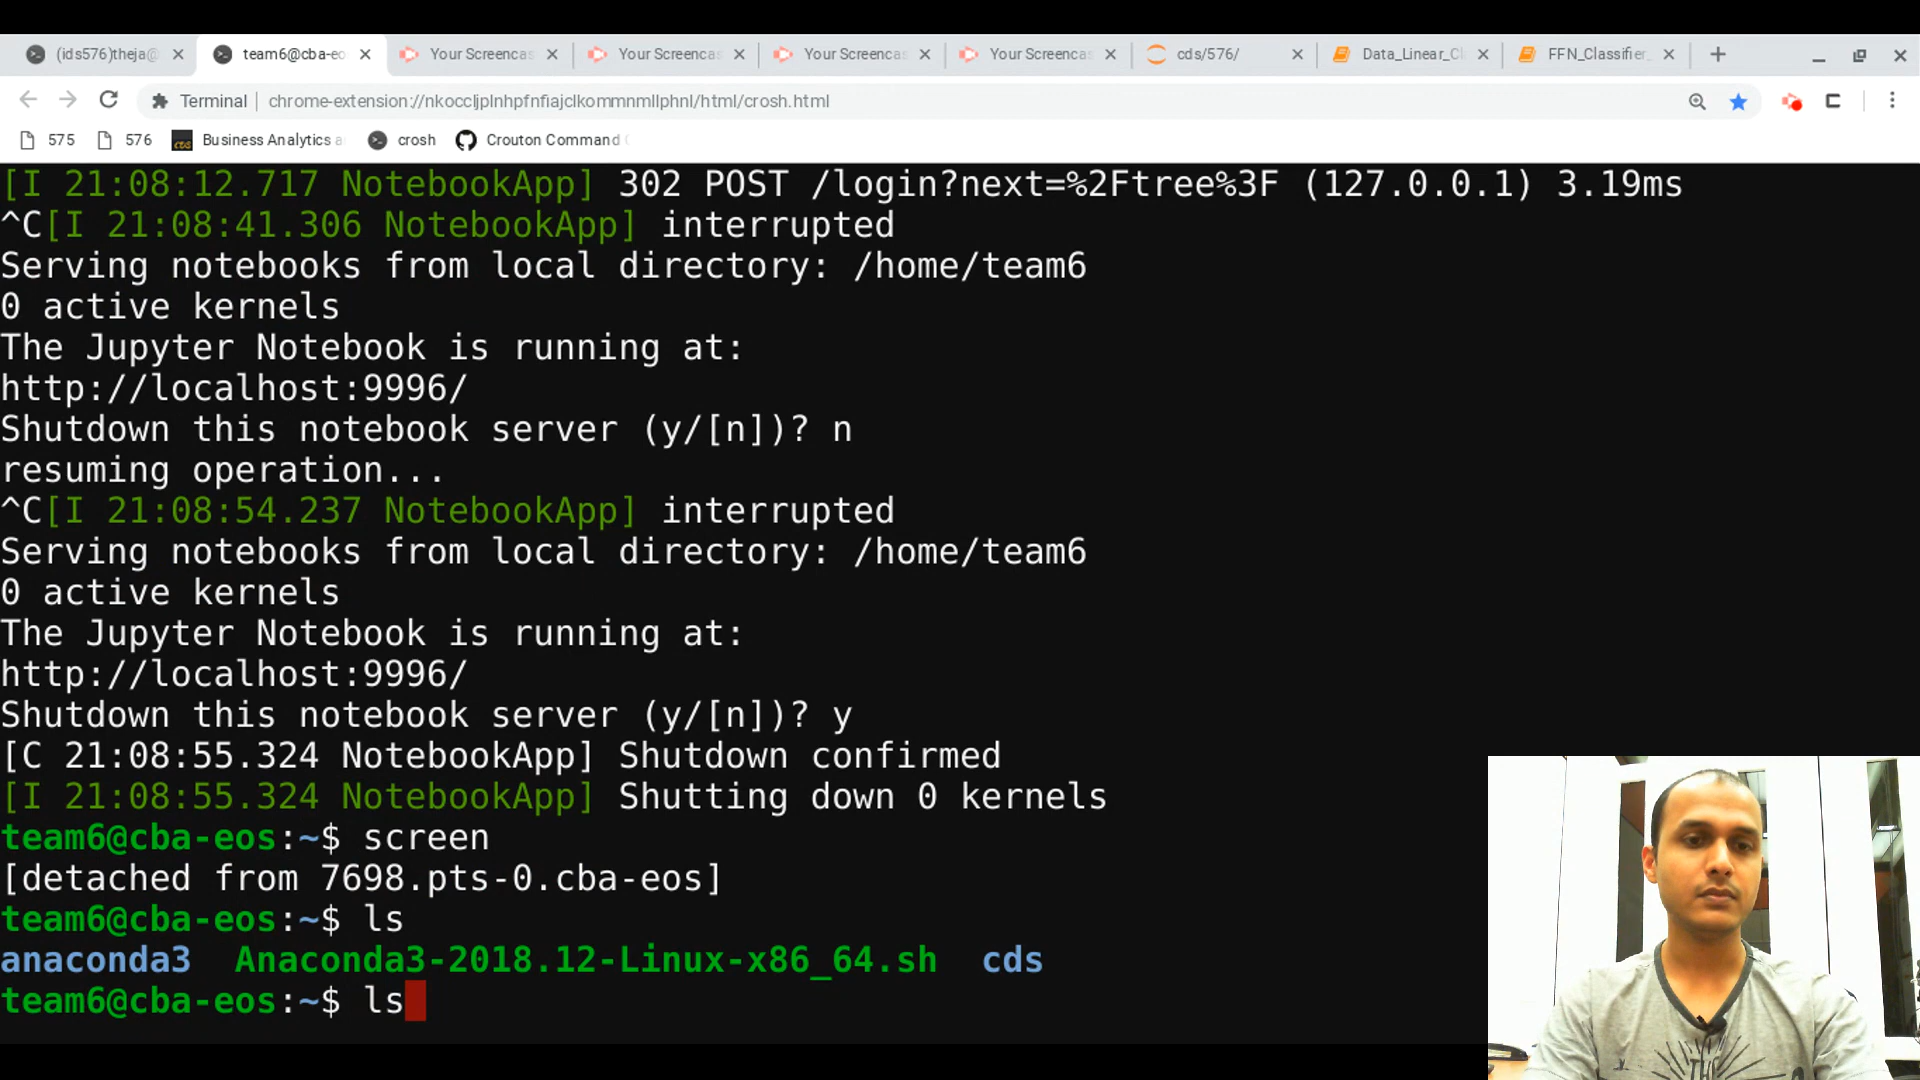 (ids576)theja@
team6@cba-eo
Your Screencas
Your Screencas
Your Screencas
Your Screencas
cds/576/
Data_Linear_Cl
FFN_Classifier_
Terminal
chrome-extension://nkoccljplnhpfnfiajclkommnmllphnl/html/crosh.html
575
576
Business Analytics a
crosh
Crouton Command
[I 21:08:12.717 NotebookApp] 302 POST /login?next=%2Ftree%3F (127.0.0.1) 3.19ms
^C[I 21:08:41.306 NotebookApp] interrupted
Serving notebooks from local directory: /home/team6
0 active kernels
The Jupyter Notebook is running at:
http://localhost:9996/
Shutdown this notebook server (y/[n])? n
resuming operation...
^C[I 21:08:54.237 NotebookApp] interrupted
Serving notebooks from local directory: /home/team6
0 active kernels
The Jupyter Notebook is running at:
http://localhost:9996/
Shutdown this notebook server (y/[n])? y
[C 21:08:55.324 NotebookApp] Shutdown confirmed
[I 21:08:55.324 NotebookApp] Shutting down 0 kernels
team6@cba-eos:~$ screen
[detached from 7698.pts-0.cba-eos]
team6@cba-eos:~$ ls
anaconda3 Anaconda3-2018.12-Linux-x86_64.sh cds
team6@cba-eos:~$ ls